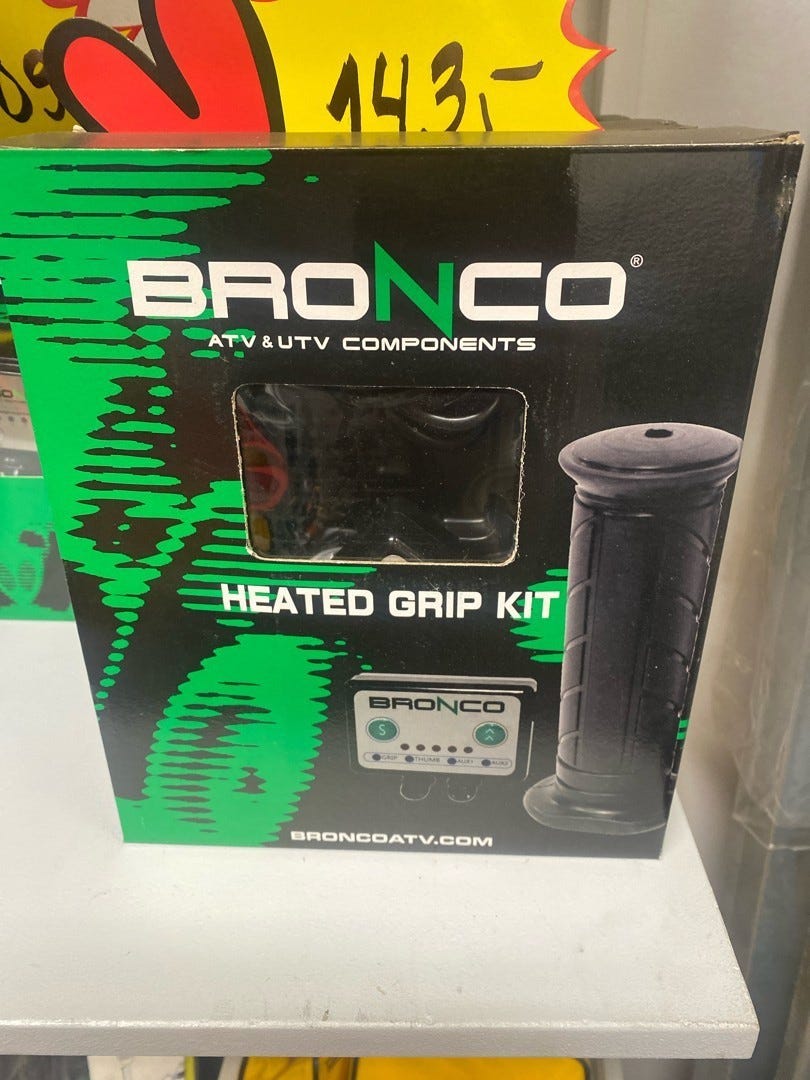 143,-
BRONCO®
ATV & UTV COMPONENTS
HEATED GRIP KIT
BRONCO
S
GRIP THUMB AUX1 AUX2
BRONCOATV.COM